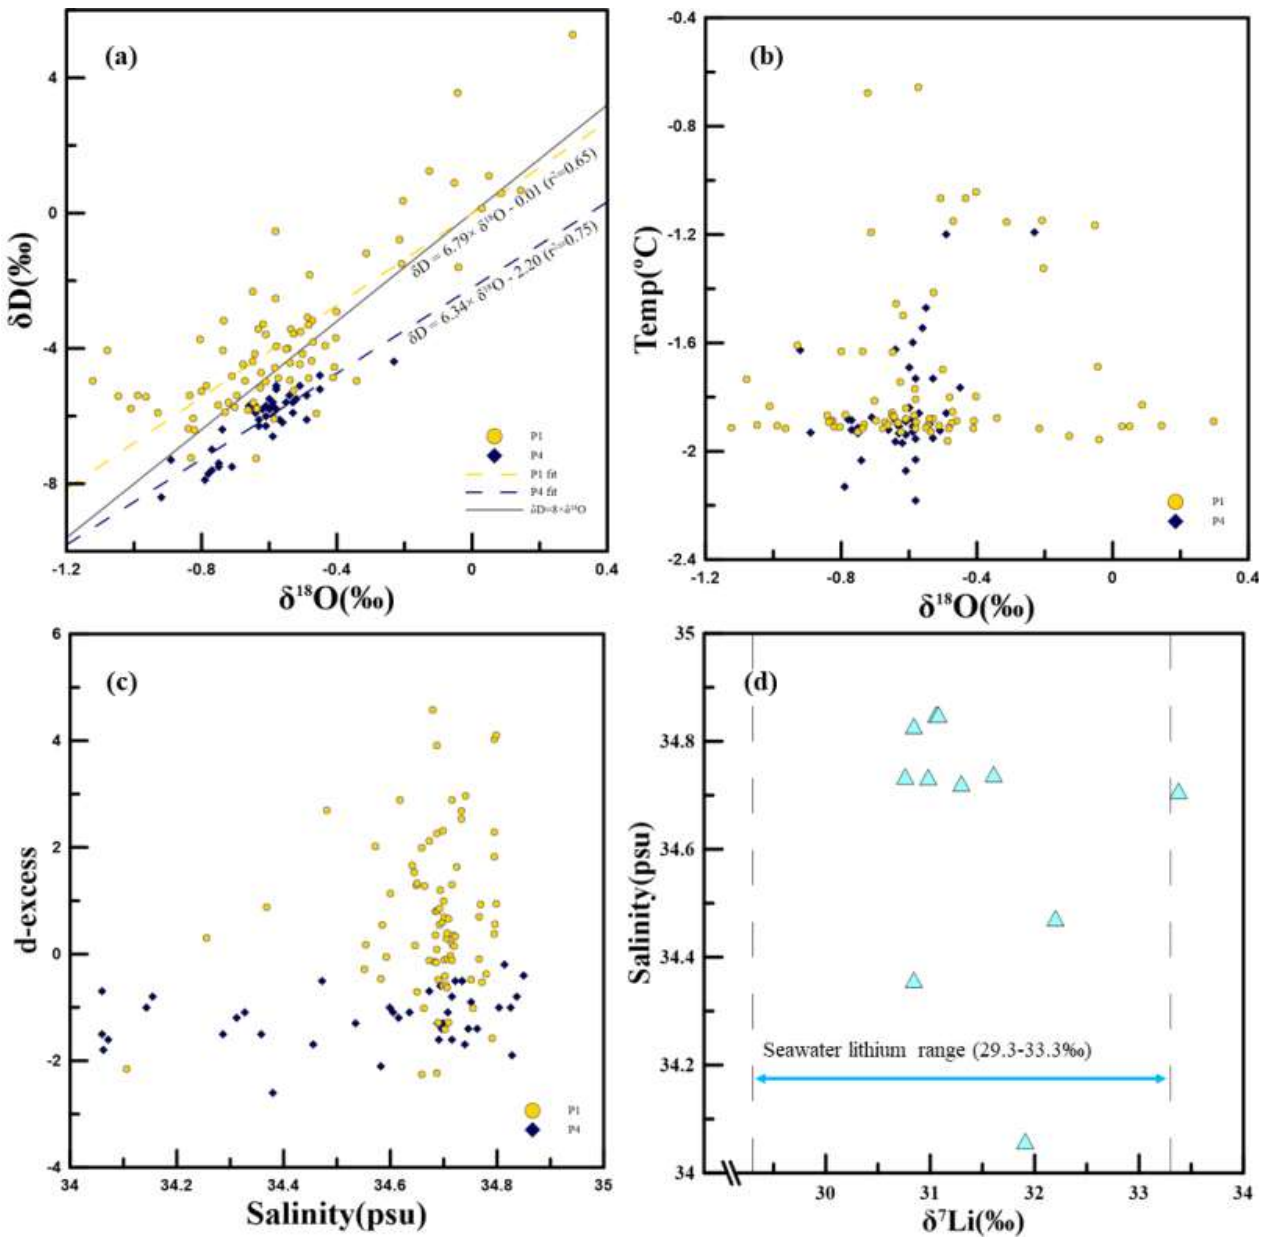 (a)
4
0
-4
-8
δD(‰)
δD = 6.79× δ¹⁸O - 0.01 (r²=0.65)
δD = 6.34× δ¹⁸O - 2.20 (r²=0.75)
P1
P4
P1 fit
P4 fit
δD=8×δ¹⁸O
-1.2 -0.8 -0.4 0 0.4
δ¹⁸O(‰)
(b)
-0.4
-0.8
-1.2
-1.6
-2
-2.4
Temp(°C)
P1
P4
-1.2 -0.8 -0.4 0 0.4
δ¹⁸O(‰)
(c)
6
4
2
0
-2
-4
d-excess
P1
P4
34 34.2 34.4 34.6 34.8 35
Salinity(psu)
(d)
35
34.8
34.6
34.4
34.2
34
Salinity(psu)
Seawater lithium range (29.3-33.3‰)
30 31 32 33 34
δ⁷Li(‰)